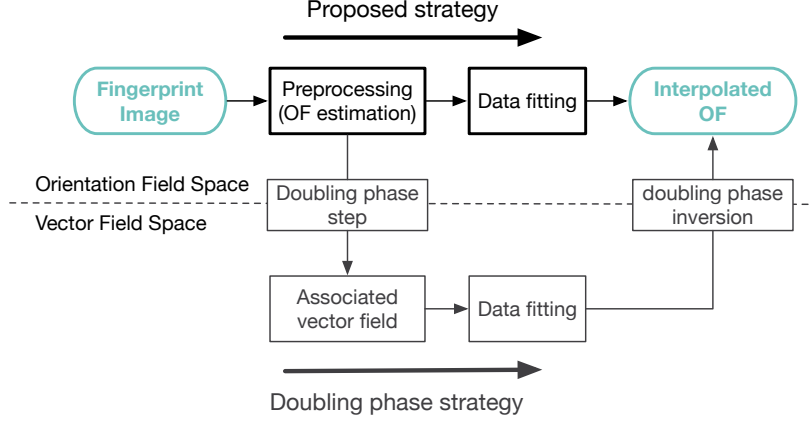 Proposed strategy
Fingerprint
Image
Preprocessing
(OF estimation)
Data fitting
Interpolated
OF
Orientation Field Space
Vector Field Space
Doubling phase
step
doubling phase
inversion
Associated
vector field
Data fitting
Doubling phase strategy